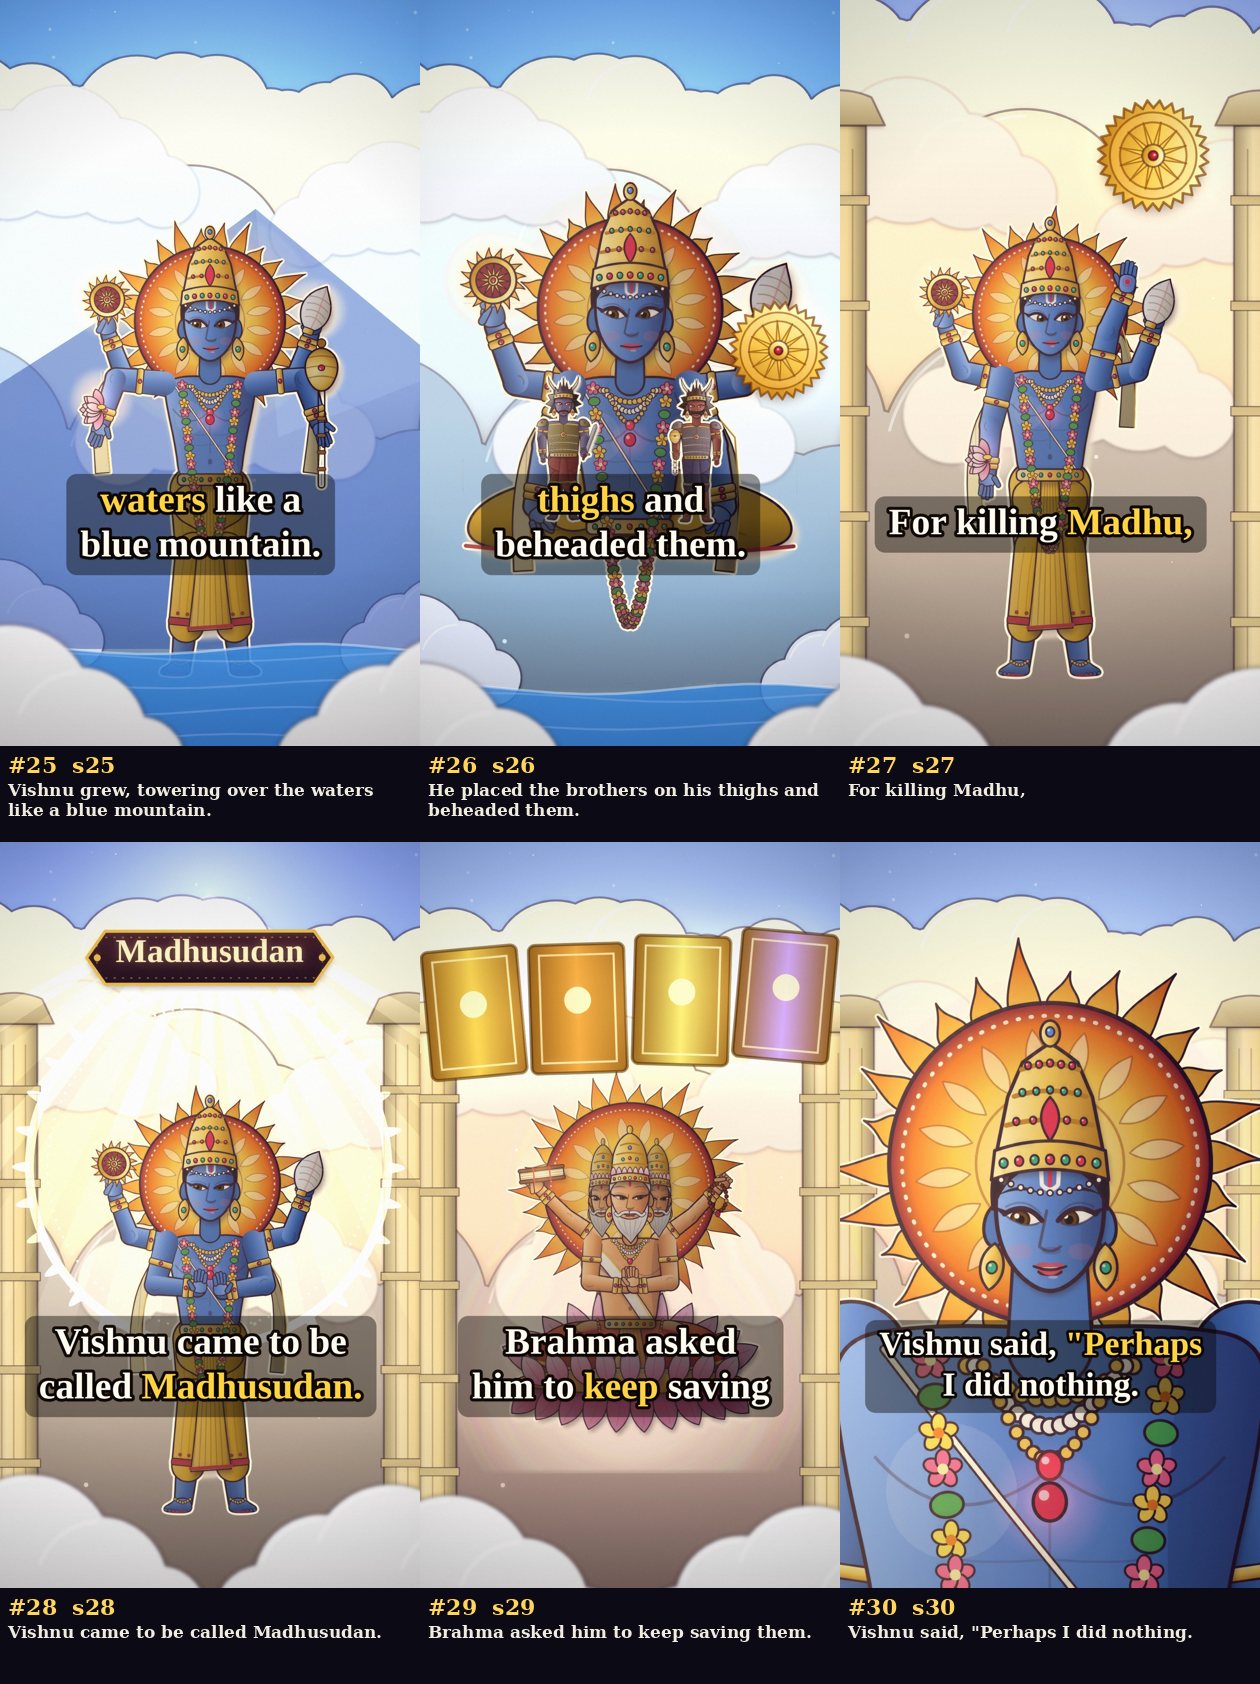 waters like a
blue mountain.
thighs and
beheaded them.
For killing Madhu,
#25 s25
Vishnu grew, towering over the waters
like a blue mountain.
#26 s26
He placed the brothers on his thighs and
beheaded them.
#27 s27
For killing Madhu,
Madhusudan
Vishnu came to be
called Madhusudan.
Brahma asked
him to keep saving
Vishnu said, "Perhaps
I did nothing.
#28 s28
Vishnu came to be called Madhusudan.
#29 s29
Brahma asked him to keep saving them.
#30 s30
Vishnu said, "Perhaps I did nothing.